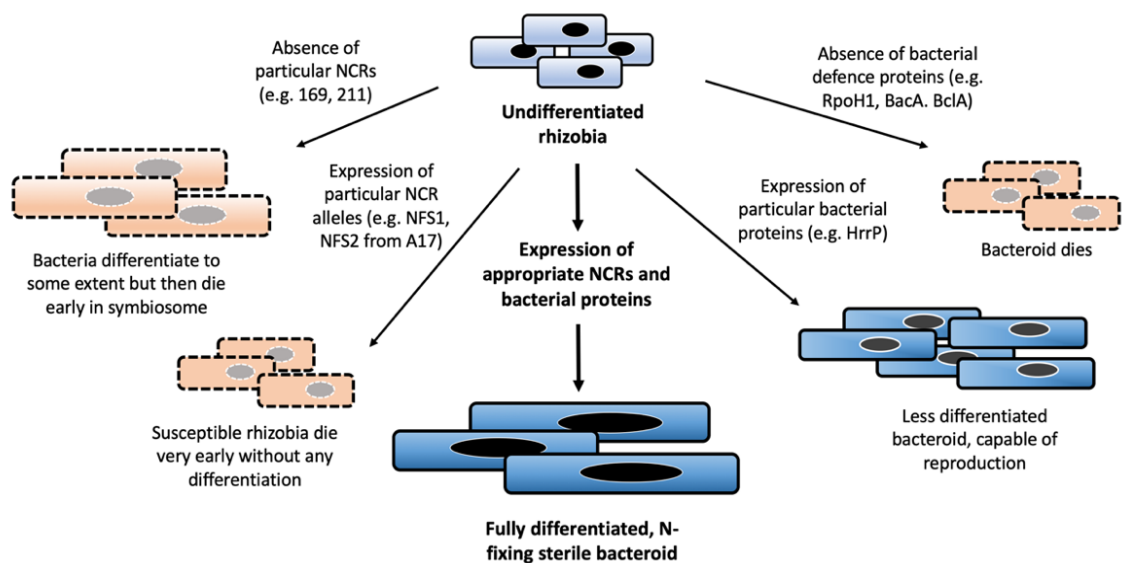 Absence of
particular NCRs
(e.g. 169, 211)
Undifferentiated
rhizobia
Absence of bacterial
defence proteins (e.g.
RpoH1, BacA. BclA)
Expression of
particular NCR
alleles (e.g. NFS1,
NFS2 from A17)
Expression of
particular bacterial
proteins (e.g. HrrP)
Bacteroid dies
Bacteria differentiate to
some extent but then die
early in symbiosome
Expression of
appropriate NCRs and
bacterial proteins
Susceptible rhizobia die
very early without any
differentiation
Less differentiated
bacteroid, capable of
reproduction
Fully differentiated, N-
fixing sterile bacteroid